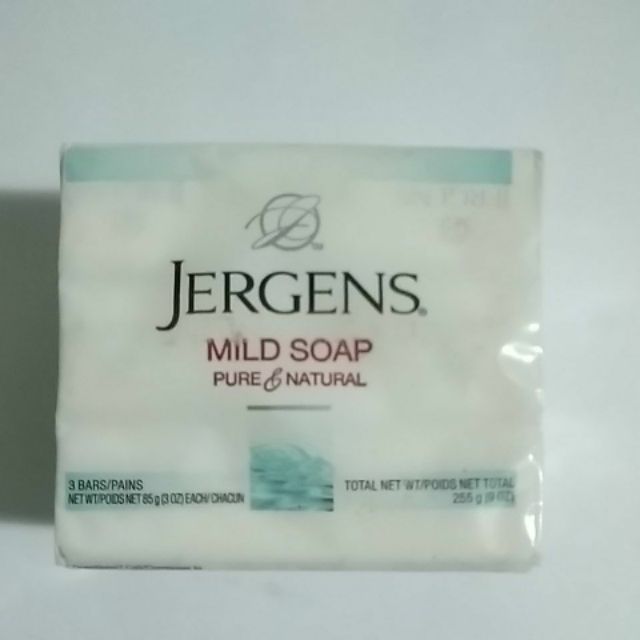 JERGENS®
MILD SOAP
PURE & NATURAL
3 BARS/PAINS
NET WT/POIDS NET 85 g (3 OZ) EACH/CHACUN
TOTAL NET WT/POIDS NET TOTAL
255 g (9 OZ)